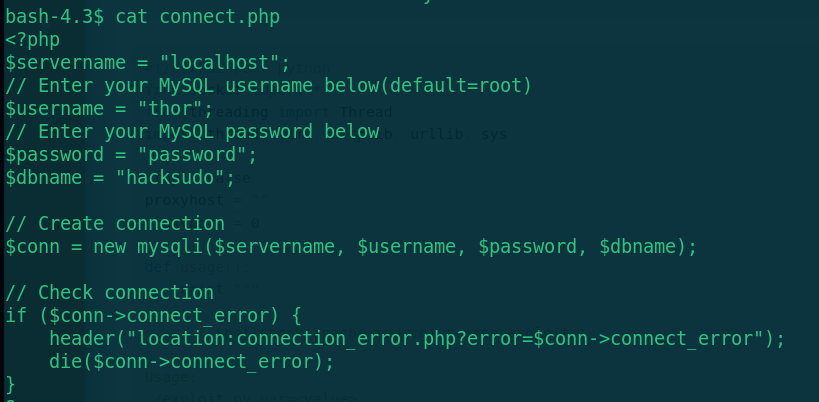 bash-4.3$ cat connect.php
<?php
$servername = "localhost";
// Enter your MySQL username below(default=root)
$username = "thor";
// Enter your MySQL password below
$password = "password";
$dbname = "hacksudo";

// Create connection
$conn = new mysqli($servername, $username, $password, $dbname);

// Check connection
if ($conn->connect_error) {
    header("location:connection_error.php?error=$conn->connect_error");
    die($conn->connect_error);
}